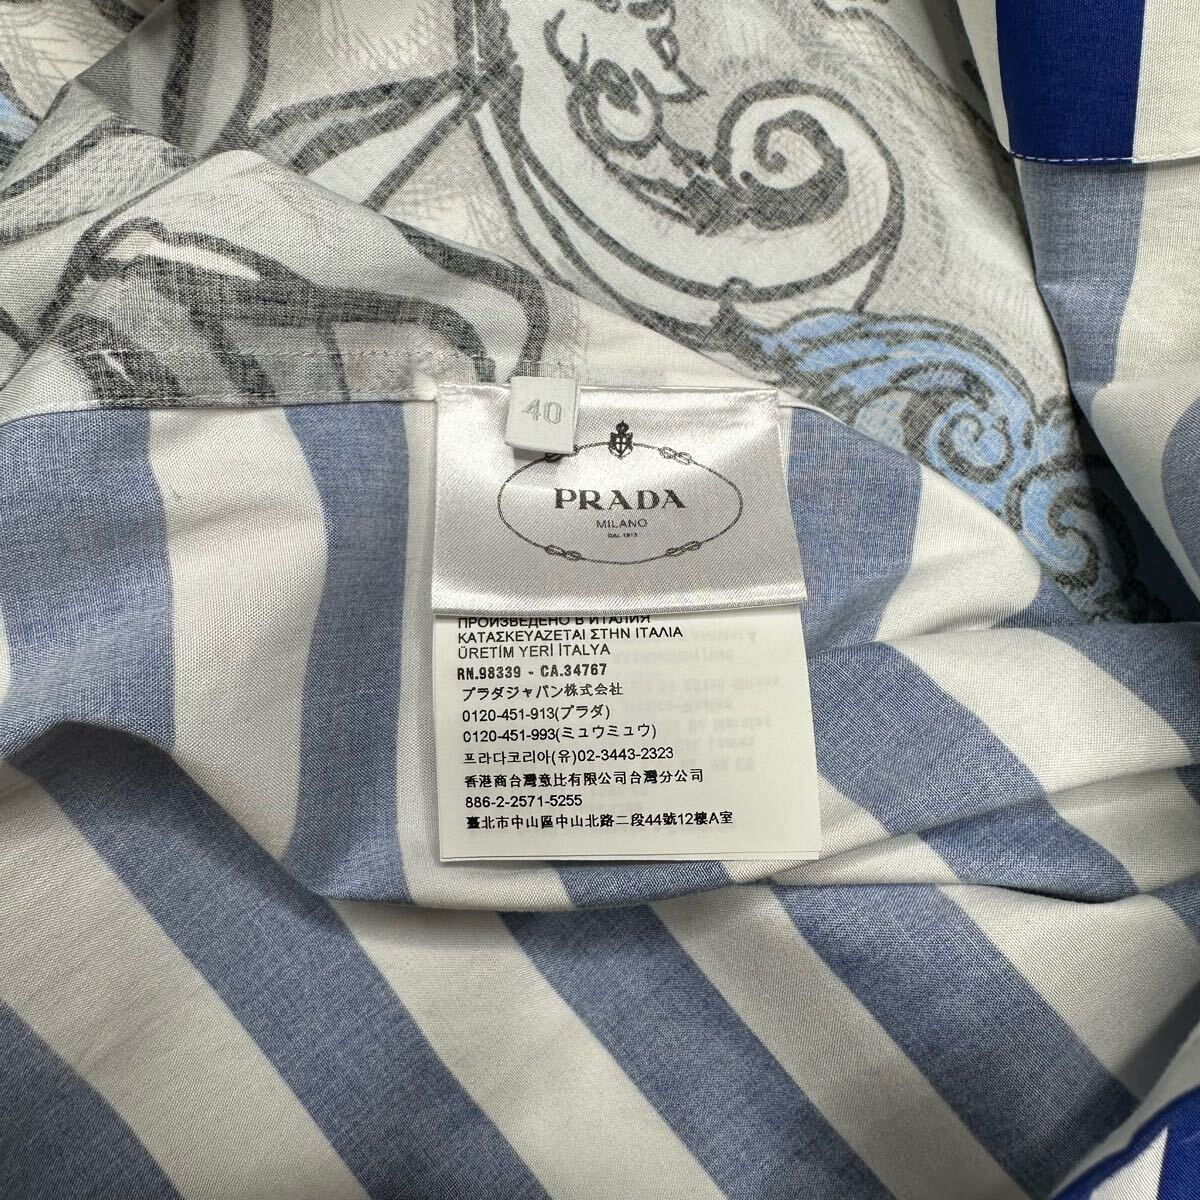 40
PRADA
MILANO
DAL 1913
ПРОИЗВЕДЕНО В ИТАЛИЯ
ΚΑΤΑΣΚΕΥΑΖΕΤΑΙ ΣΤΗΝ ΙΤΑΛΙΑ
ÜRETİM YERİ İTALYA
RN.98339 - CA.34767
プラダジャパン株式会社
0120-451-913(プラダ)
0120-451-993(ミュウミュウ)
프라다코리아(유)02-3443-2323
香港商台灣意比有限公司台灣分公司
886-2-2571-5255
臺北市中山區中山北路二段44號12樓A室